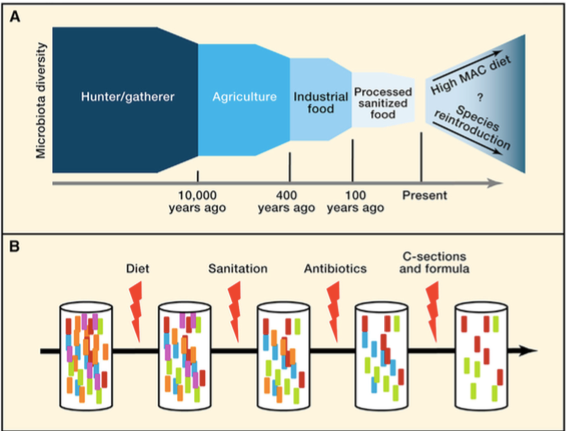 A
Microbiota diversity
Hunter/gatherer
Agriculture
Industrial
food
Processed
sanitized
food
High MAC diet
?
Species
reintroduction
10,000
years ago
400
years ago
100
years ago
Present
B
Diet
Sanitation
Antibiotics
C-sections
and formula